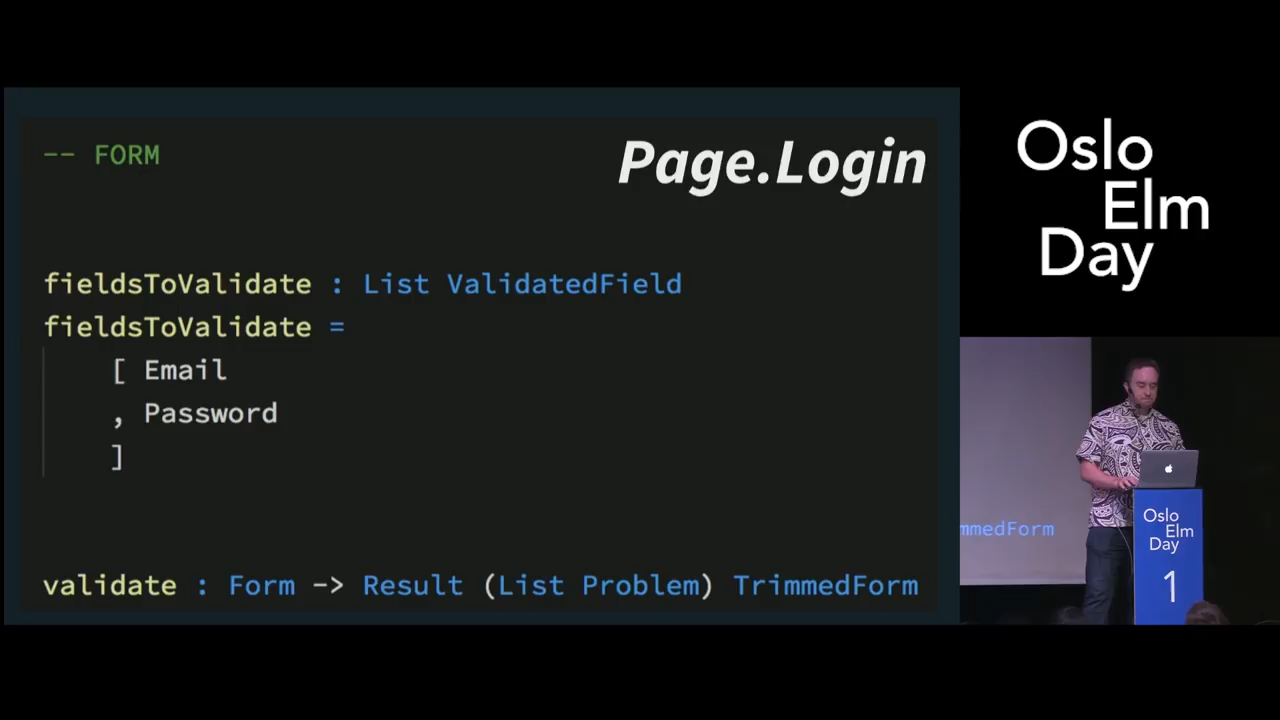 -- FORM
Page.Login
fieldsToValidate : List ValidatedField
fieldsToValidate =
[ Email
, Password
]
validate : Form -> Result (List Problem) TrimmedForm
Oslo
Elm
Day
mmedForm
Oslo
Elm
Day
1